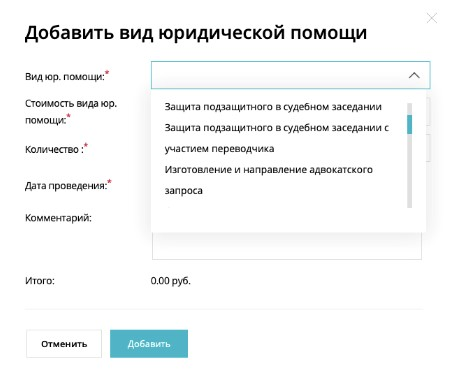 Добавить вид юридической помощи
Вид юр. помощи:*
Стоимость вида юр.
помощи:*
Количество :*
Дата проведения:*
Комментарий:
Защита подзащитного в судебном заседании
Защита подзащитного в судебном заседании с
участием переводчика
Изготовление и направление адвокатского
запроса
Итого:
0.00 руб.
Отменить
Добавить